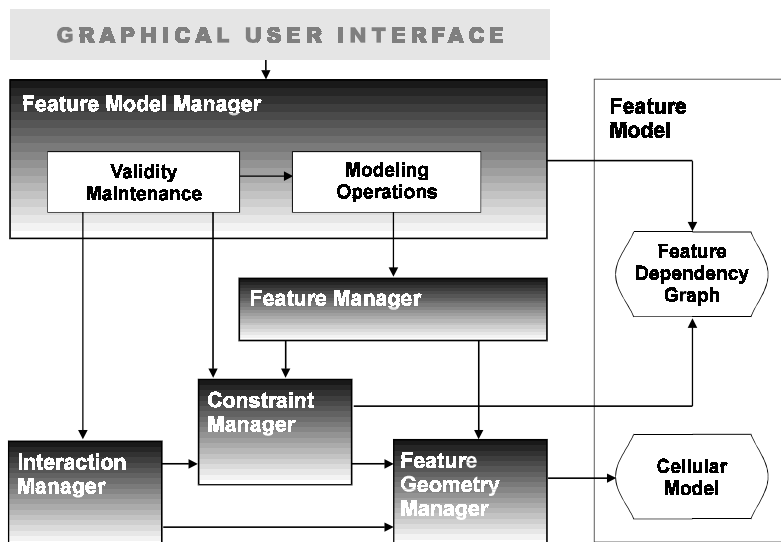 GRAPHICAL USER INTERFACE
Feature Model Manager
Validity
Maintenance
Modeling
Operations
Feature
Model
Feature
Dependency
Graph
Feature Manager
Constraint
Manager
Interaction
Manager
Feature
Geometry
Manager
Cellular
Model